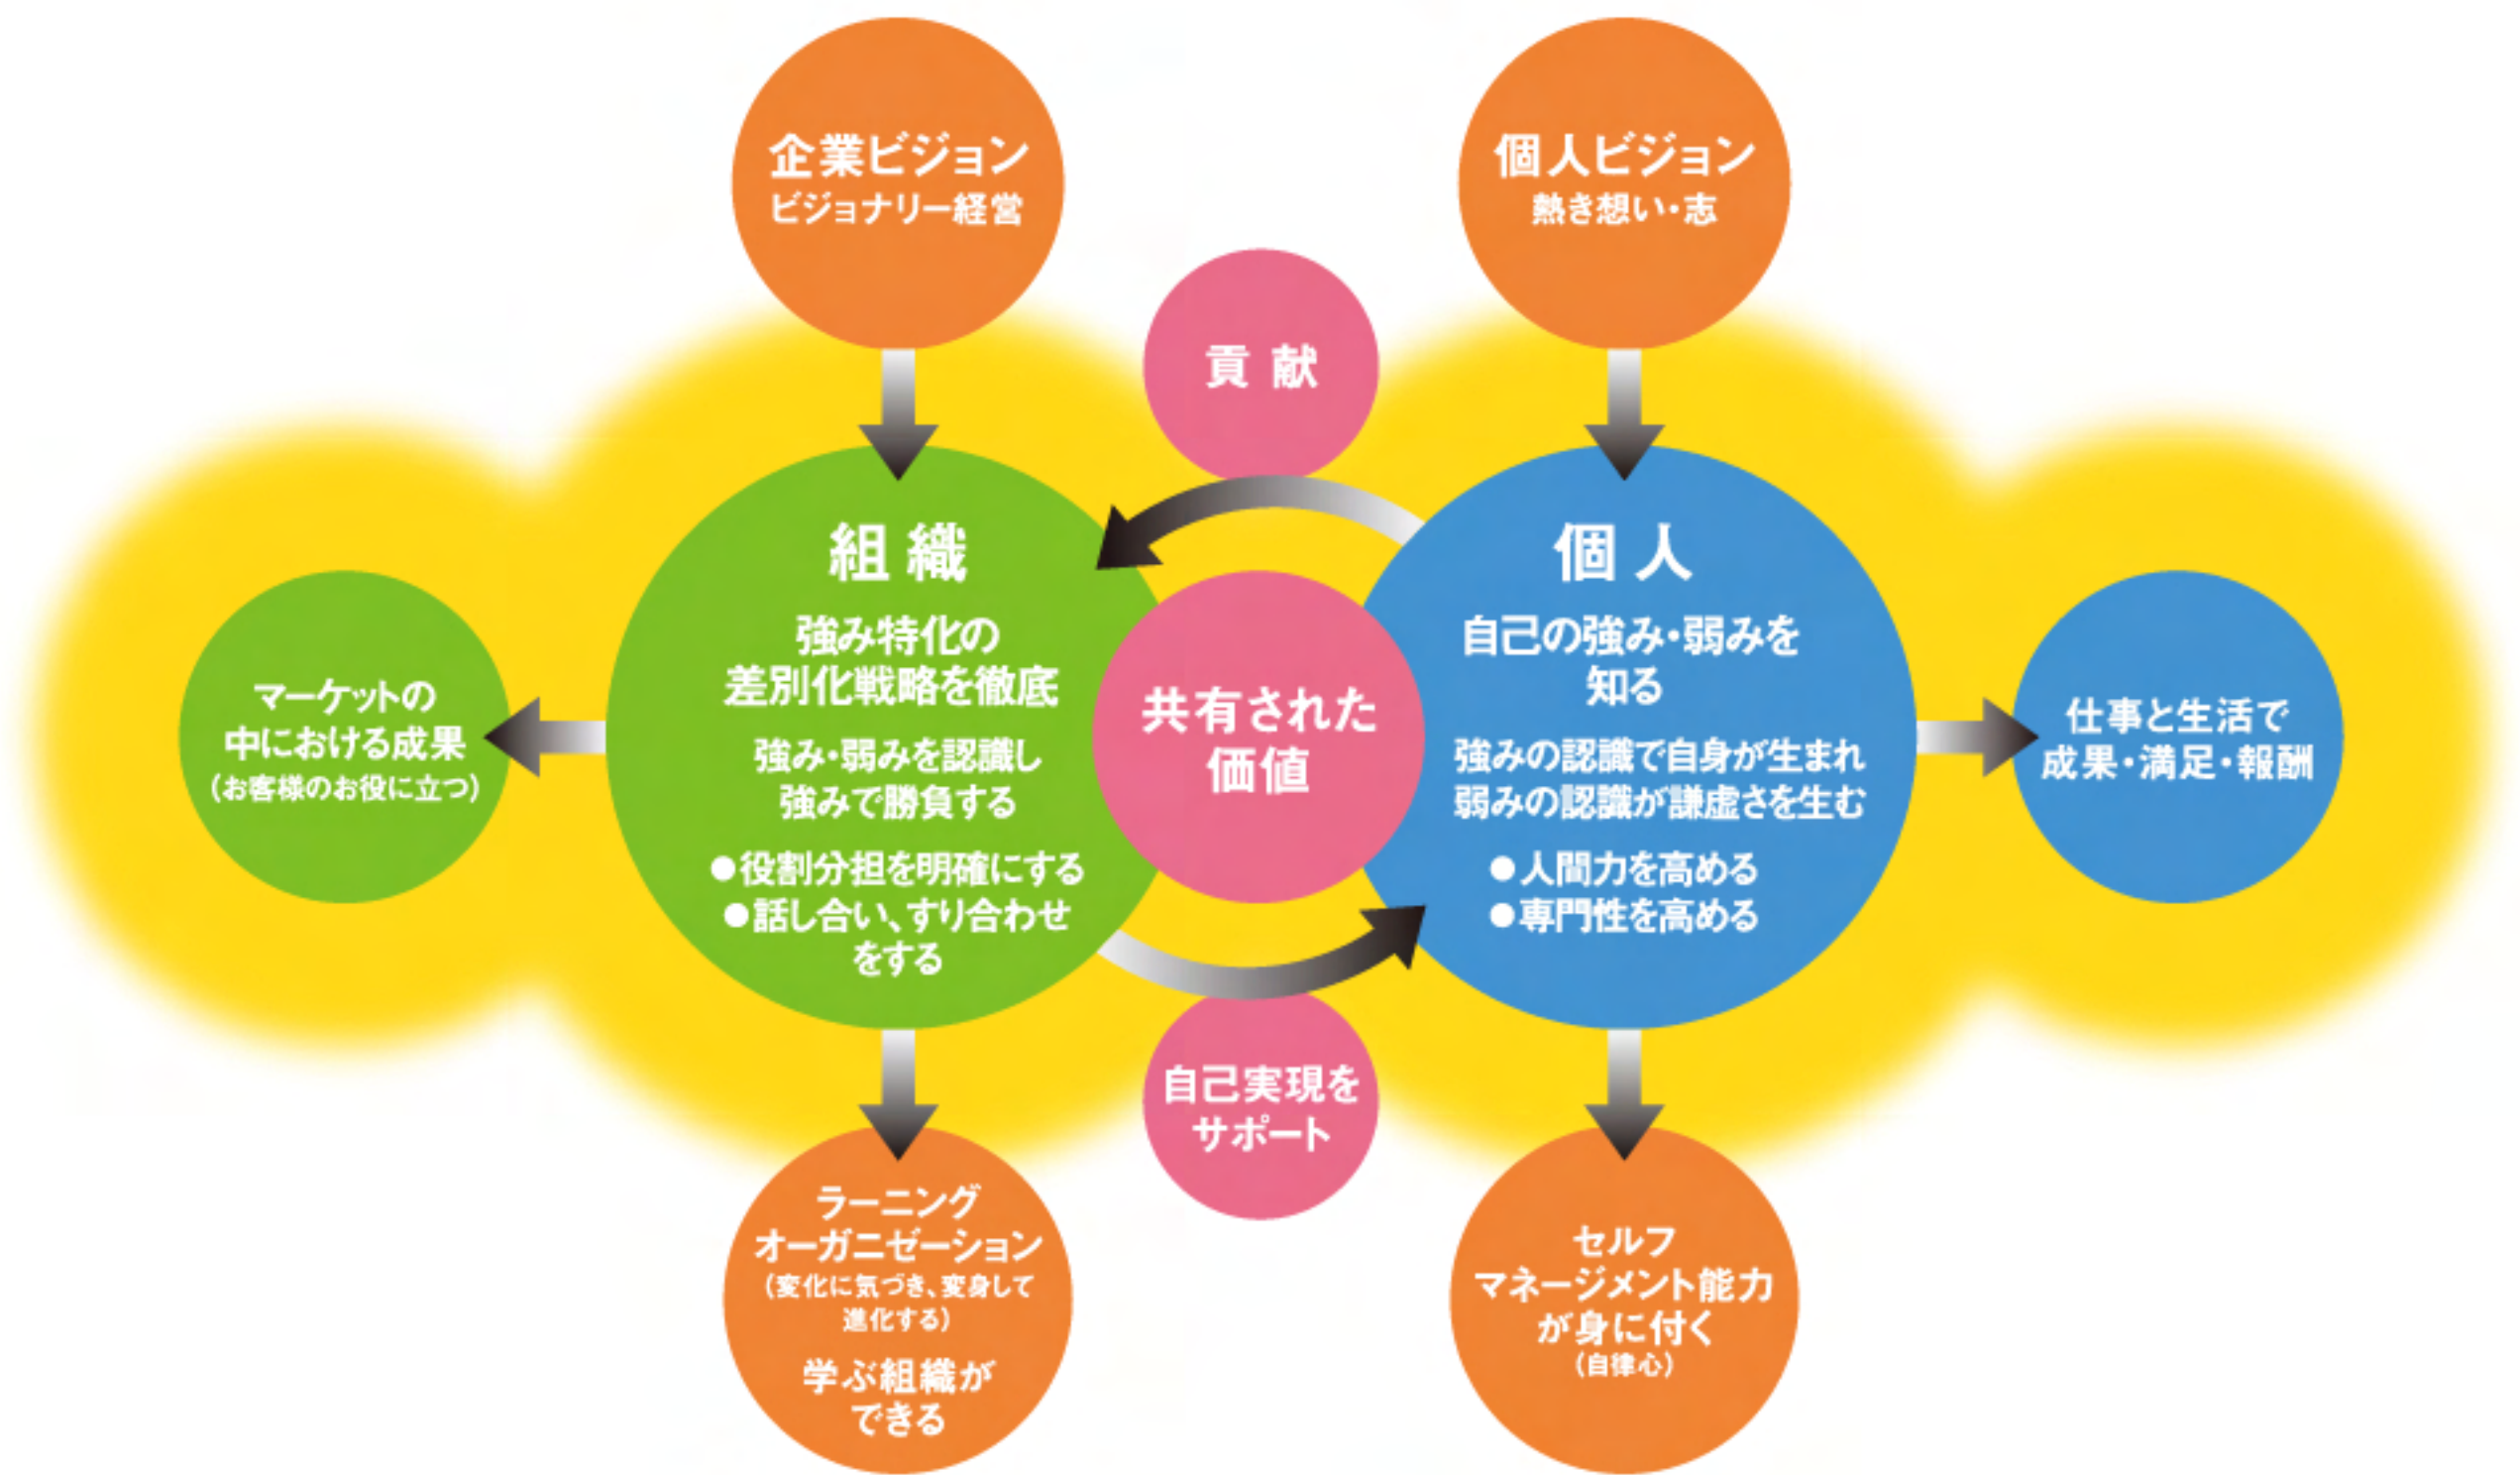 企業ビジョン
ビジョナリー経営
個人ビジョン
熱き想い・志
貢献
組織
強み特化の
差別化戦略を徹底
強み・弱みを認識し
強みで勝負する
●役割分担を明確にする
●話し合い、すり合わせ
をする
共有された
価値
個人
自己の強み・弱みを
知る
強みの認識で自身が生まれ
弱みの認識が謙虚さを生む
●人間力を高める
●専門性を高める
マーケットの
中における成果
（お客様のお役に立つ）
仕事と生活で
成果・満足・報酬
自己実現を
サポート
ラーニング
オーガニゼーション
（変化に気づき、変身して
進化する）
学ぶ組織が
できる
セルフ
マネージメント能力
が身に付く
（自律心）